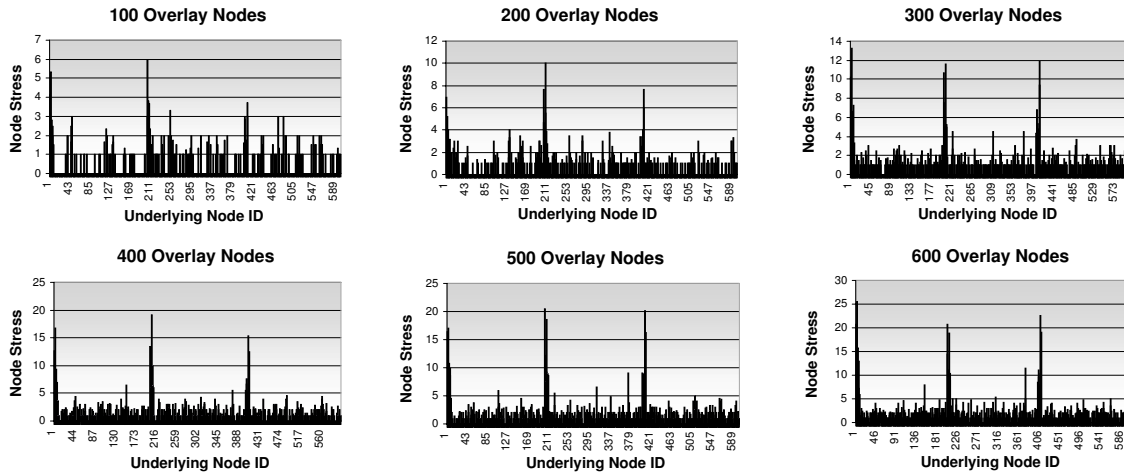 100 Overlay Nodes
Node Stress
7
6
5
4
3
2
1
0
1 43 85 127 169 211 253 295 337 379 421 463 505 547 589
Underlying Node ID
200 Overlay Nodes
Node Stress
12
10
8
6
4
2
0
1 43 85 127 169 211 253 295 337 379 421 463 505 547 589
Underlying Node ID
300 Overlay Nodes
Node Stress
14
12
10
8
6
4
2
0
1 45 89 133 177 221 265 309 353 397 441 485 529 573
Underlying Node ID
400 Overlay Nodes
Node Stress
25
20
15
10
5
0
1 44 87 130 173 216 259 302 345 388 431 474 517 560
Underlying Node ID
500 Overlay Nodes
Node Stress
25
20
15
10
5
0
1 43 85 127 169 211 253 295 337 379 421 463 505 547 589
Underlying Node ID
600 Overlay Nodes
Node Stress
30
25
20
15
10
5
0
1 46 91 136 181 226 271 316 361 406 451 496 541 586
Underlying Node ID